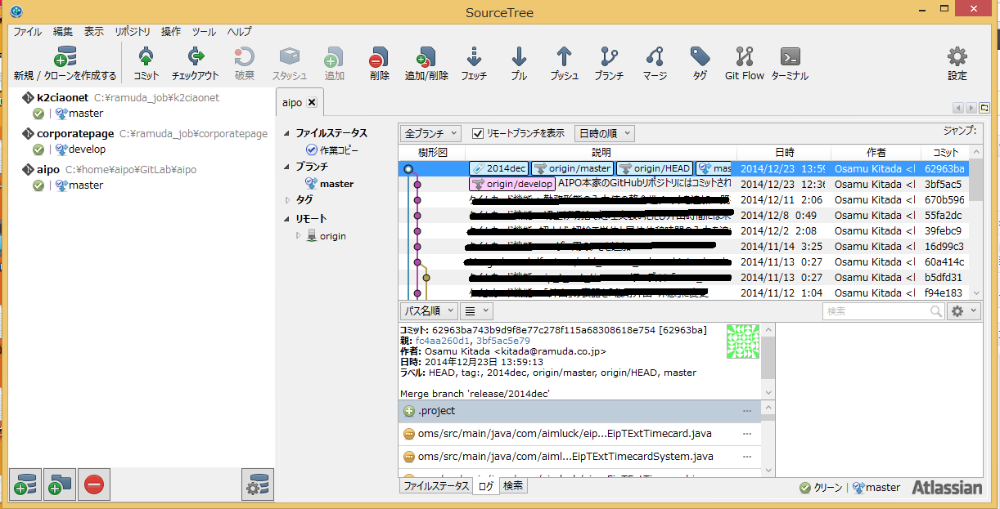 SourceTree
ファイル 編集 表示 リポジトリ 操作 ツール ヘルプ
新規 / クローンを作成する コミット チェックアウト 破棄 スタッシュ 追加 削除 追加/削除 フェッチ プル プッシュ ブランチ マージ タグ Git Flow ターミナル 設定
k2ciaonet C:¥ramuda_job¥k2ciaonet
master
corporatepage C:¥ramuda_job¥corporatepage
develop
aipo C:¥home¥aipo¥GitLab¥aipo
master
aipo
ファイルステータス
作業コピー
ブランチ
master
タグ
リモート
origin
全ブランチ リモートブランチを表示 日時の順 ジャンプ:
樹形図 説明 日時 作者 コミット
2014dec origin/master origin/HEAD mas 2014/12/23 13:59 Osamu Kitada <l 62963ba
origin/develop AIPO本家のGitHubリポジトリにはコミットされ 2014/12/23 12:36 Osamu Kitada <l 3bf5ac5
2014/12/11 2:06 Osamu Kitada <l 670b596
2014/12/8 0:49 Osamu Kitada <l 55fa2dc
2014/12/2 2:08 Osamu Kitada <l 39febc9
2014/11/14 3:25 Osamu Kitada <l 16d99c3
2014/11/13 0:27 Osamu Kitada <l 60a414c
2014/11/13 0:27 Osamu Kitada <l b5dfd31
2014/11/12 1:04 Osamu Kitada <l f94e183
パス名順 検索
コミット: 62963ba743b9d9f8e77c278f115a68308618e754 [62963ba]
親: fc4aa260d1, 3bf5ac5e79
作者: Osamu Kitada <kitada@ramuda.co.jp>
日時: 2014年12月23日 13:59:13
ラベル: HEAD, tag:, 2014dec, origin/master, origin/HEAD, master
Merge branch 'release/2014dec'
.project
oms/src/main/java/com/aimluck/eip...EipTExtTimecard.java
oms/src/main/java/com/aiml...EipTExtTimecardSystem.java
ファイルステータス ログ 検索
クリーン master Atlassian